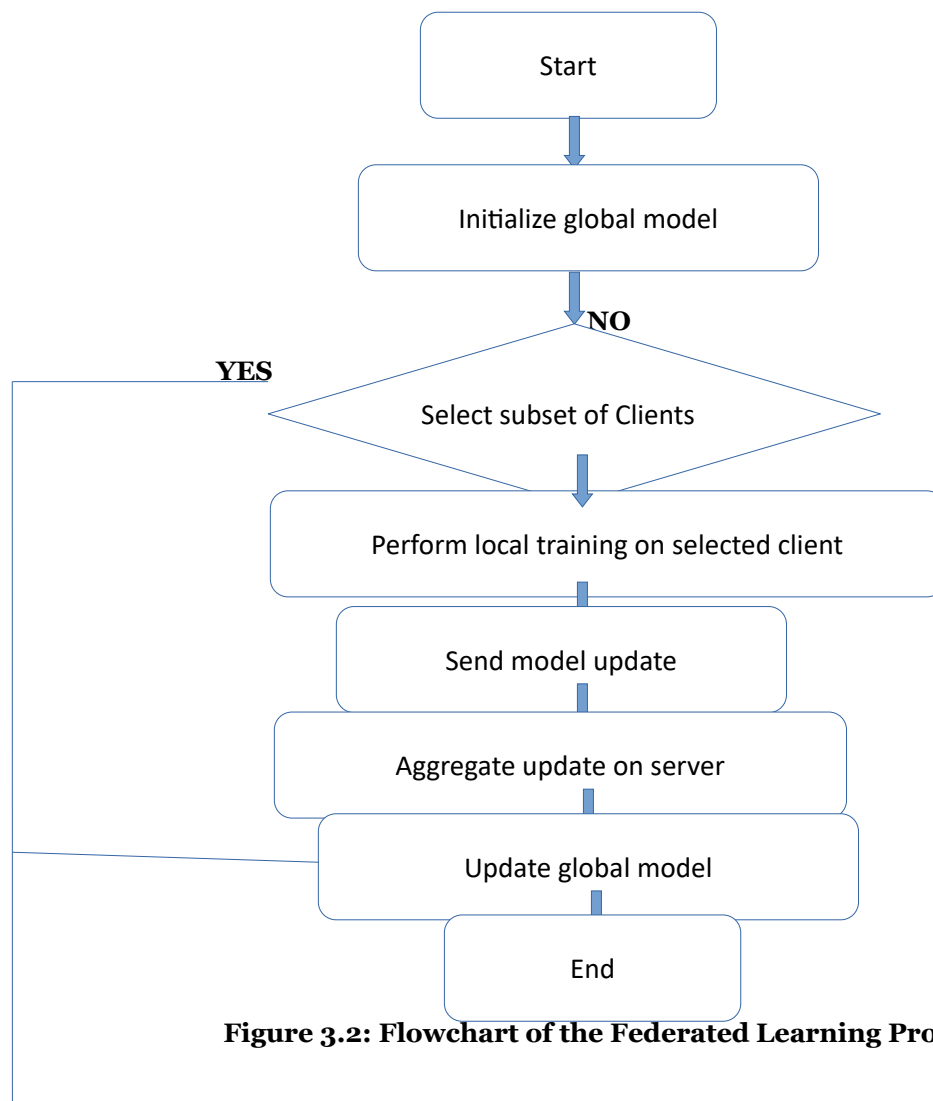 Start
Initialize global model
NO
YES
Select subset of Clients
Perform local training on selected client
Send model update
Aggregate update on server
Update global model
End
Figure 3.2: Flowchart of the Federated Learning Pro